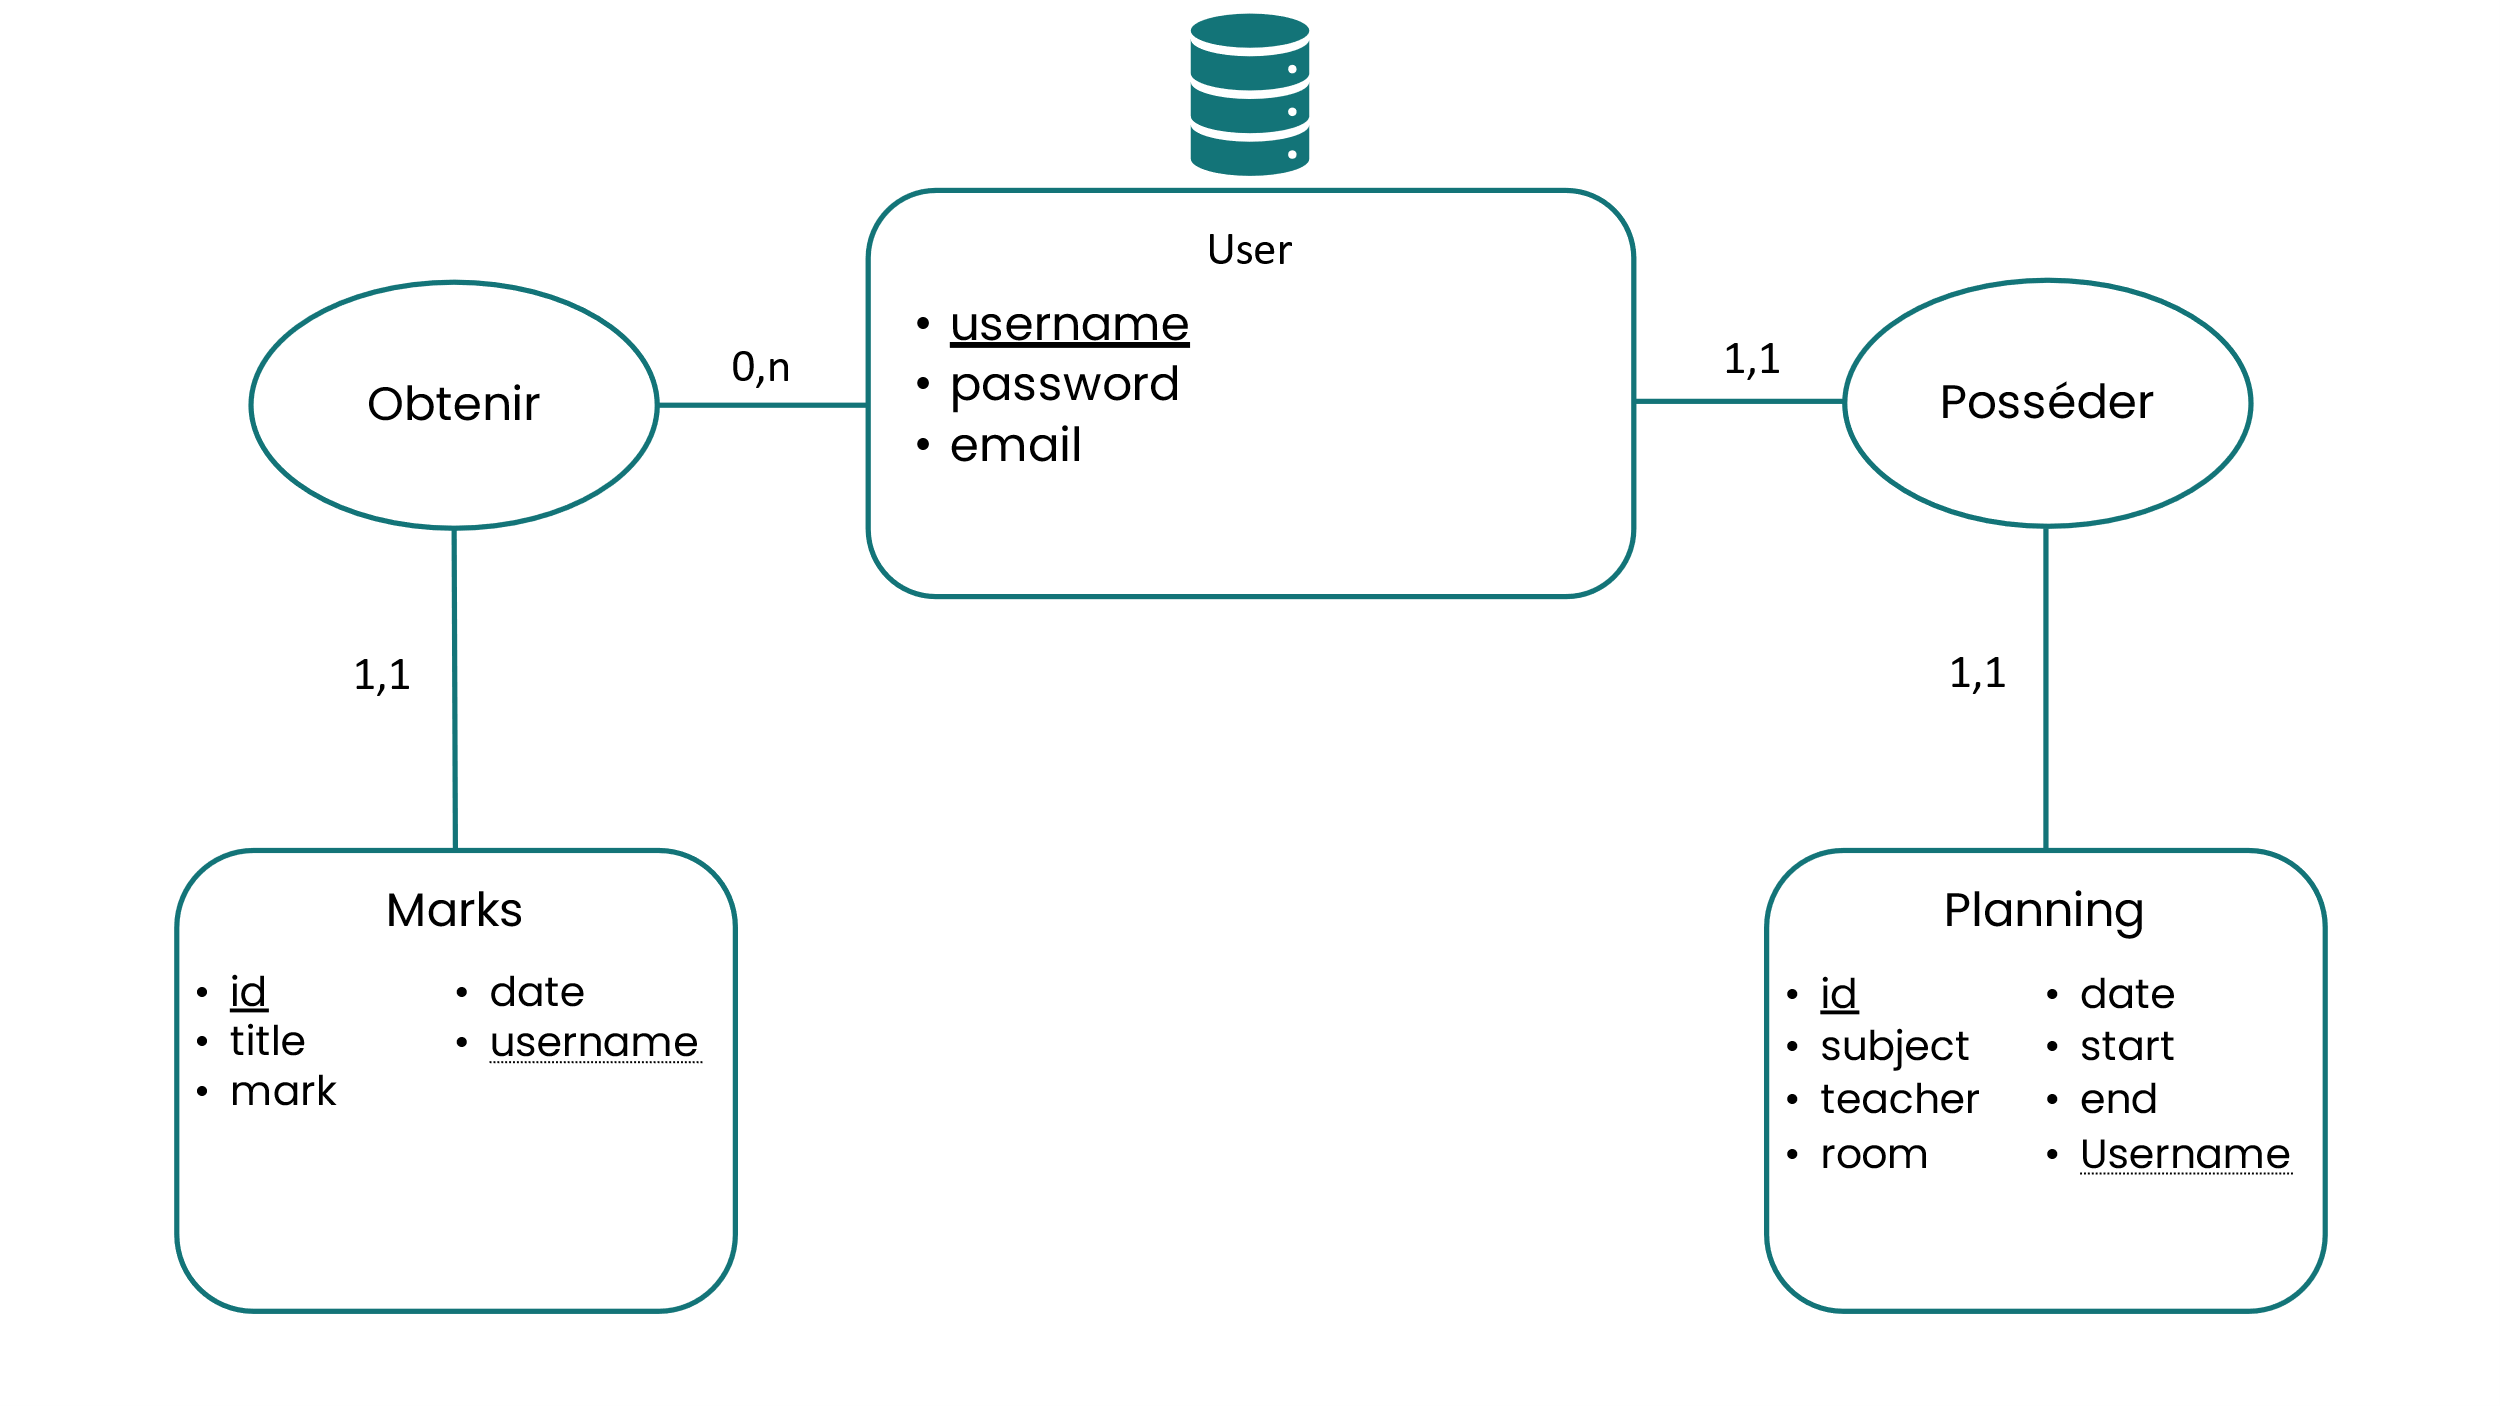 User
username
password
email
Obtenir
0,n
1,1
Posséder
1,1
1,1
Marks
id
title
mark
date
username
Planning
id
subject
teacher
room
date
start
end
Username